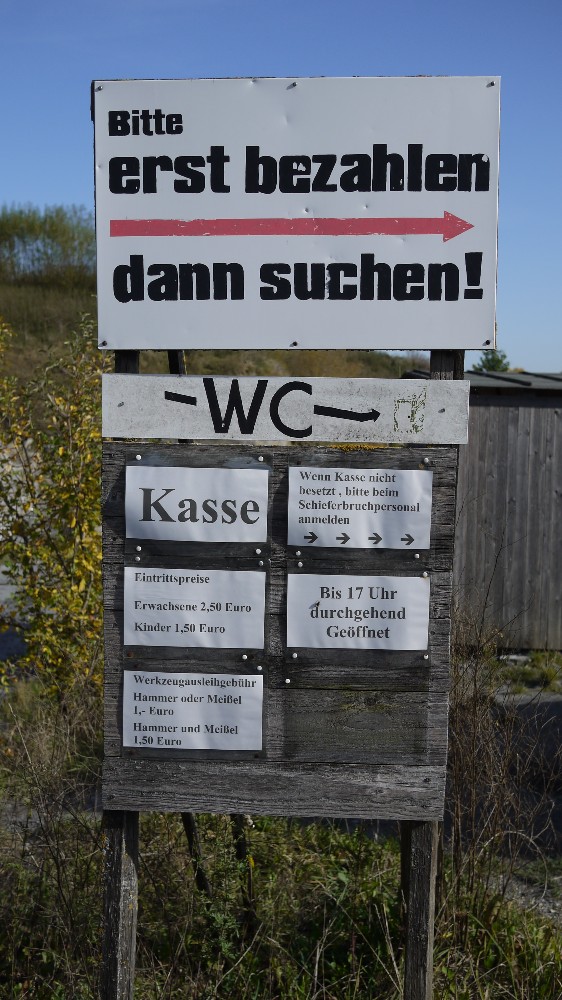 Bitte
erst bezahlen
dann suchen!
WC
Kasse
Wenn Kasse nicht
besetzt , bitte beim
Schieferbruchpersonal
anmelden
Eintrittspreise
Erwachsene 2,50 Euro
Kinder 1,50 Euro
Bis 17 Uhr
durchgehend
Geöffnet
Werkzeugausleihgebühr
Hammer oder Meißel
1,- Euro
Hammer und Meißel
1,50 Euro